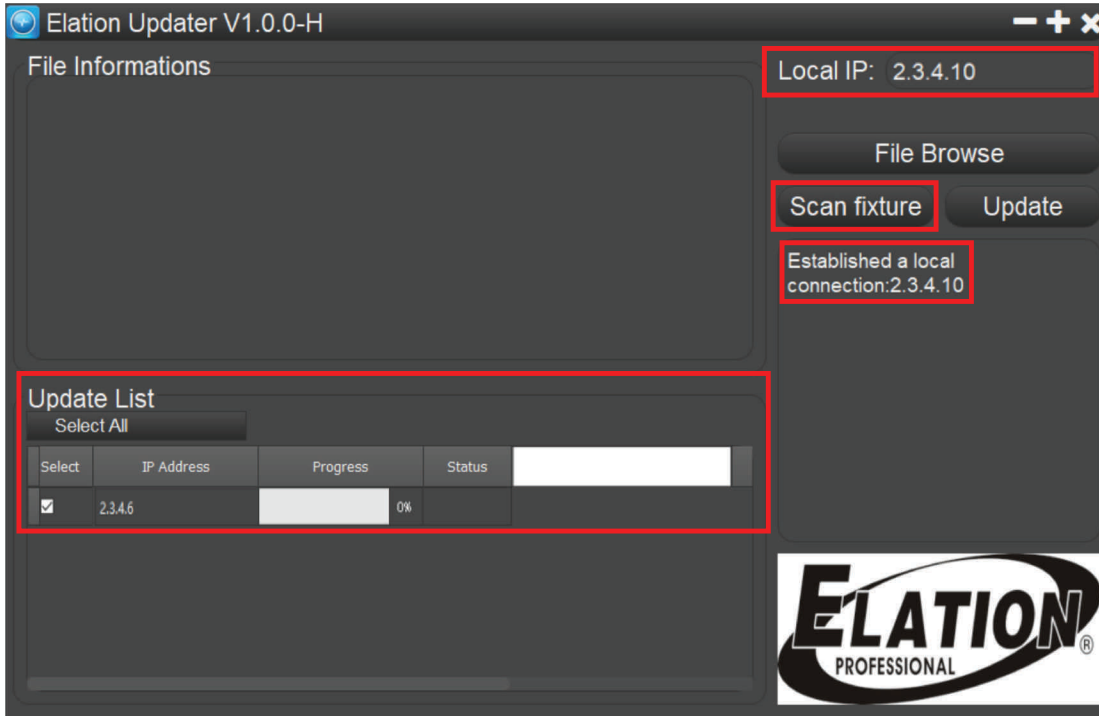 Elation Updater V1.0.0-H
File Informations
Local IP: 2.3.4.10
File Browse
Scan fixture
Update
Established a local
connection:2.3.4.10
Update List
Select All
Select IP Address Progress Status
2.3.4.6 0%
ELATION ®
PROFESSIONAL